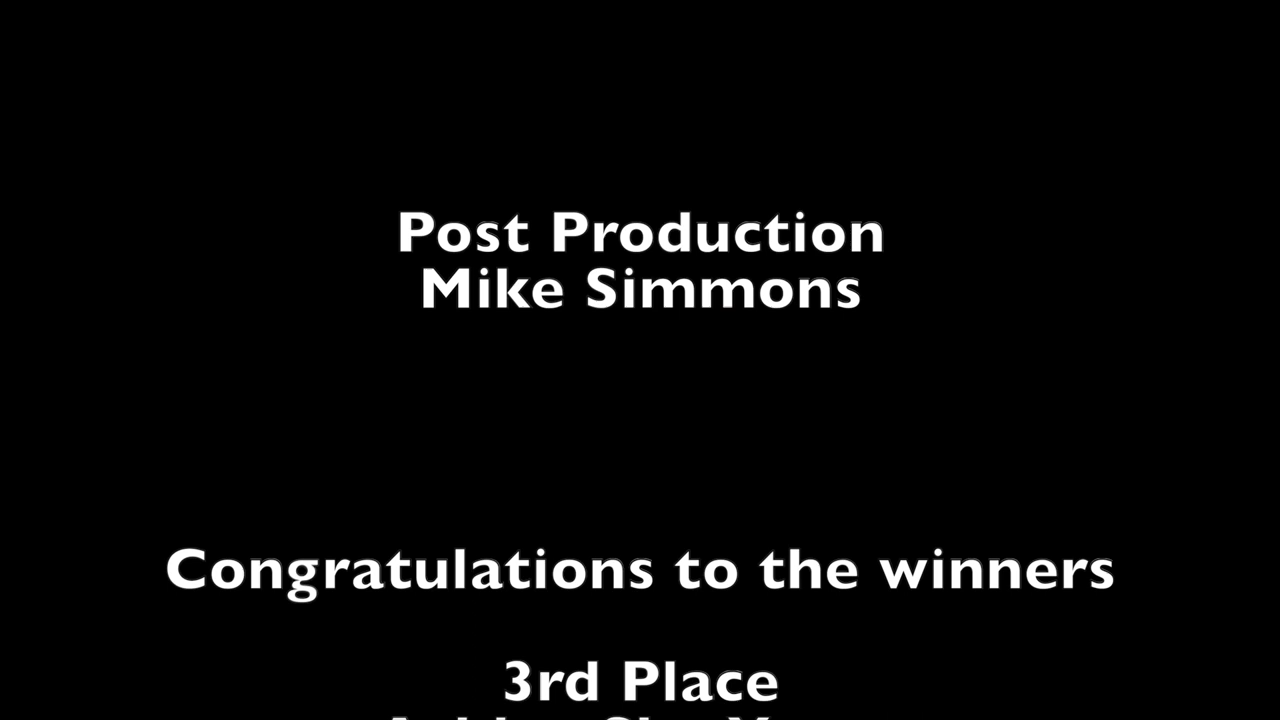 Post Production
Mike Simmons
Congratulations to the winners
3rd Place